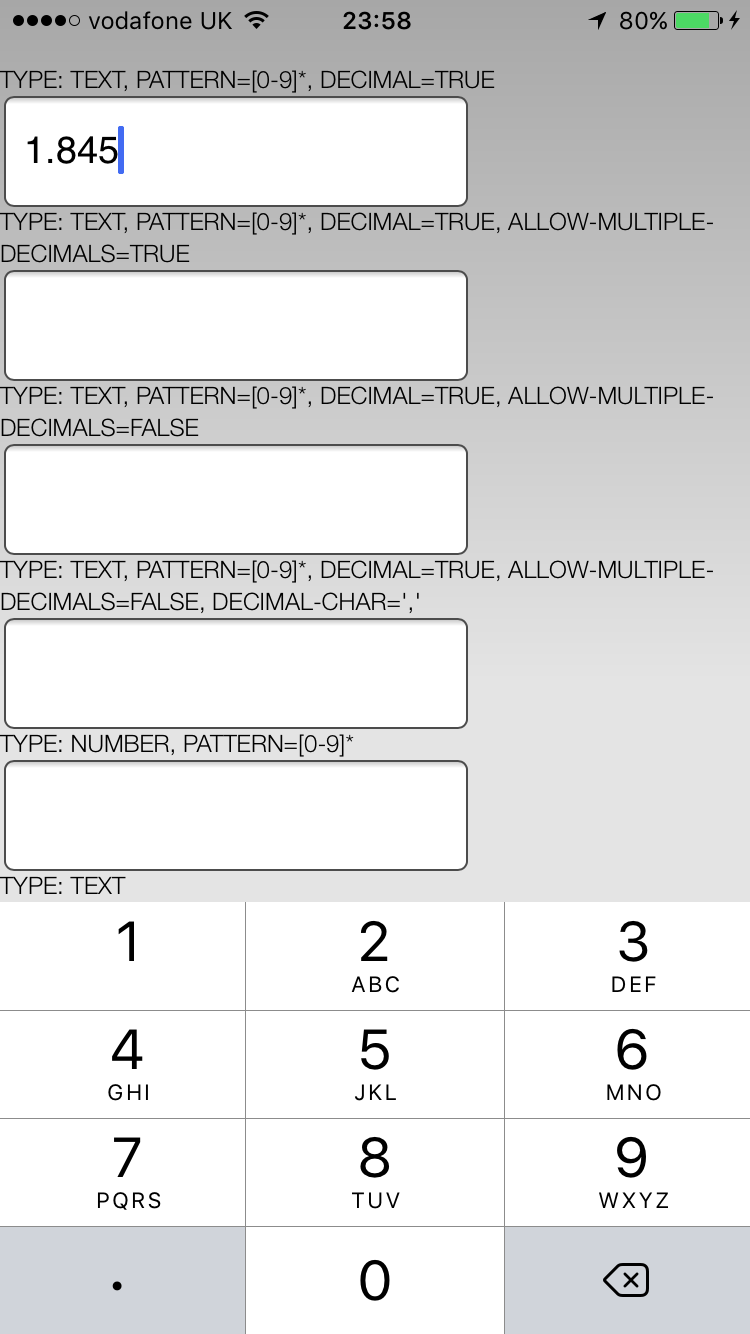 ●●●●○ vodafone UK 23:58 80%
TYPE: TEXT, PATTERN=[0-9]*, DECIMAL=TRUE
1.845
TYPE: TEXT, PATTERN=[0-9]*, DECIMAL=TRUE, ALLOW-MULTIPLE-
DECIMALS=TRUE
TYPE: TEXT, PATTERN=[0-9]*, DECIMAL=TRUE, ALLOW-MULTIPLE-
DECIMALS=FALSE
TYPE: TEXT, PATTERN=[0-9]*, DECIMAL=TRUE, ALLOW-MULTIPLE-
DECIMALS=FALSE, DECIMAL-CHAR=','
TYPE: NUMBER, PATTERN=[0-9]*
TYPE: TEXT
1 2 3
ABC DEF
4 5 6
GHI JKL MNO
7 8 9
PQRS TUV WXYZ
. 0